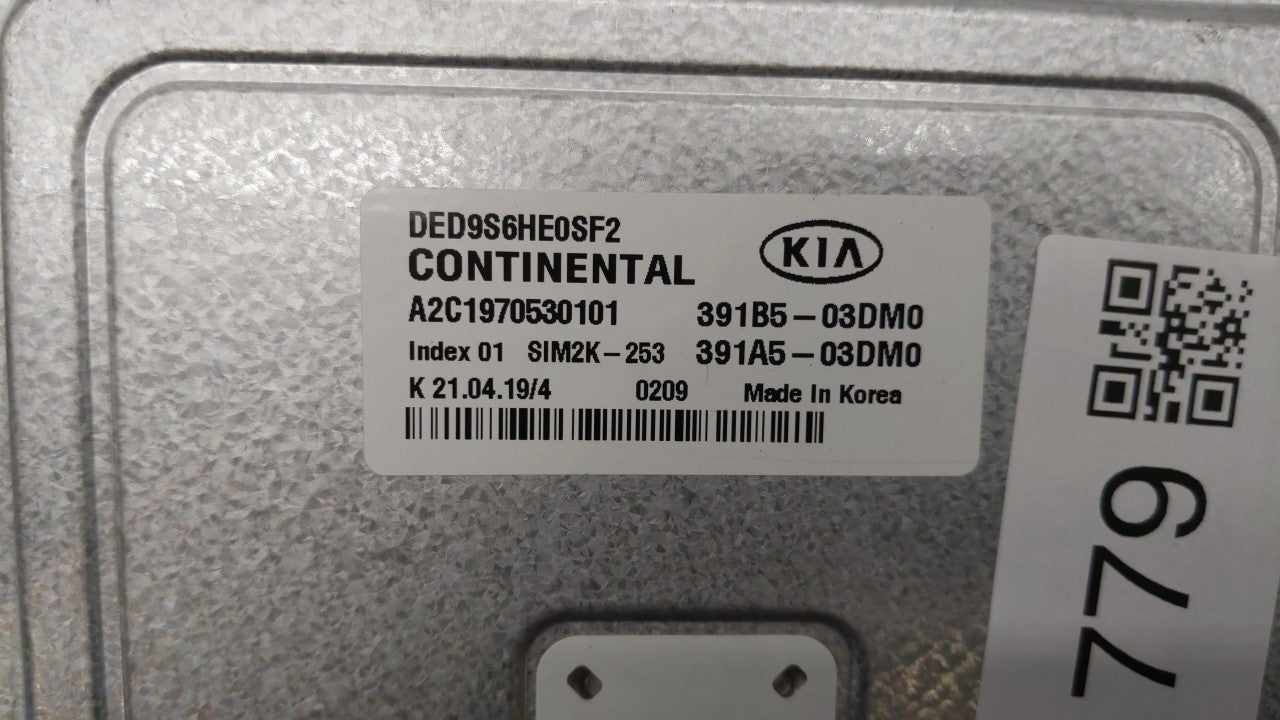 DED9S6HE0SF2
CONTINENTAL
KIA
A2C1970530101 391B5-03DM0
Index 01 SIM2K-253 391A5-03DM0
K 21.04.19/4 0209 Made In Korea
779